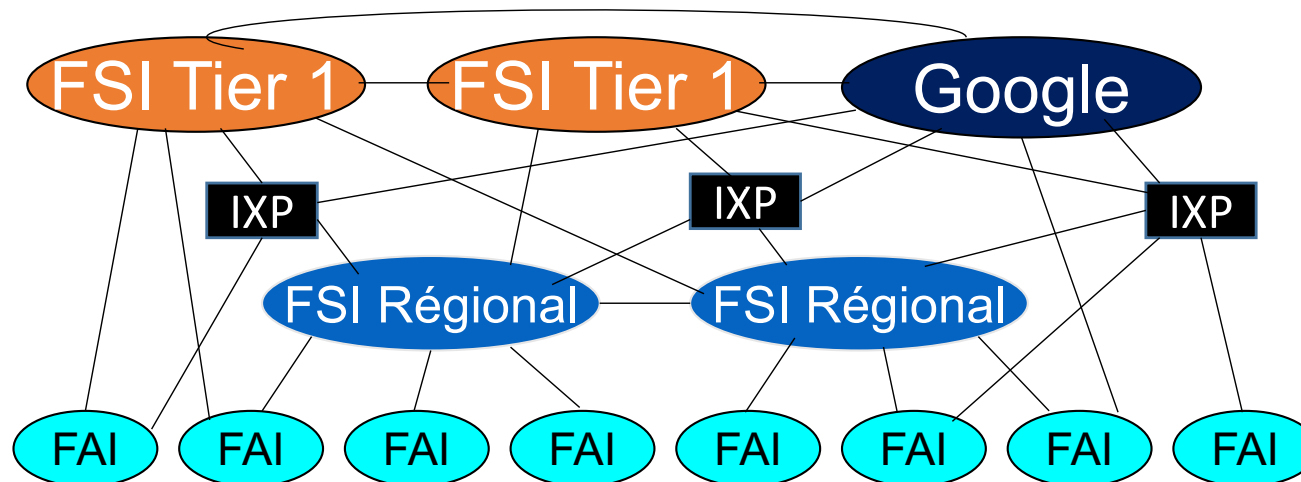 FSI Tier 1
FSI Tier 1
Google
IXP
IXP
IXP
FSI Régional
FSI Régional
FAI
FAI
FAI
FAI
FAI
FAI
FAI
FAI